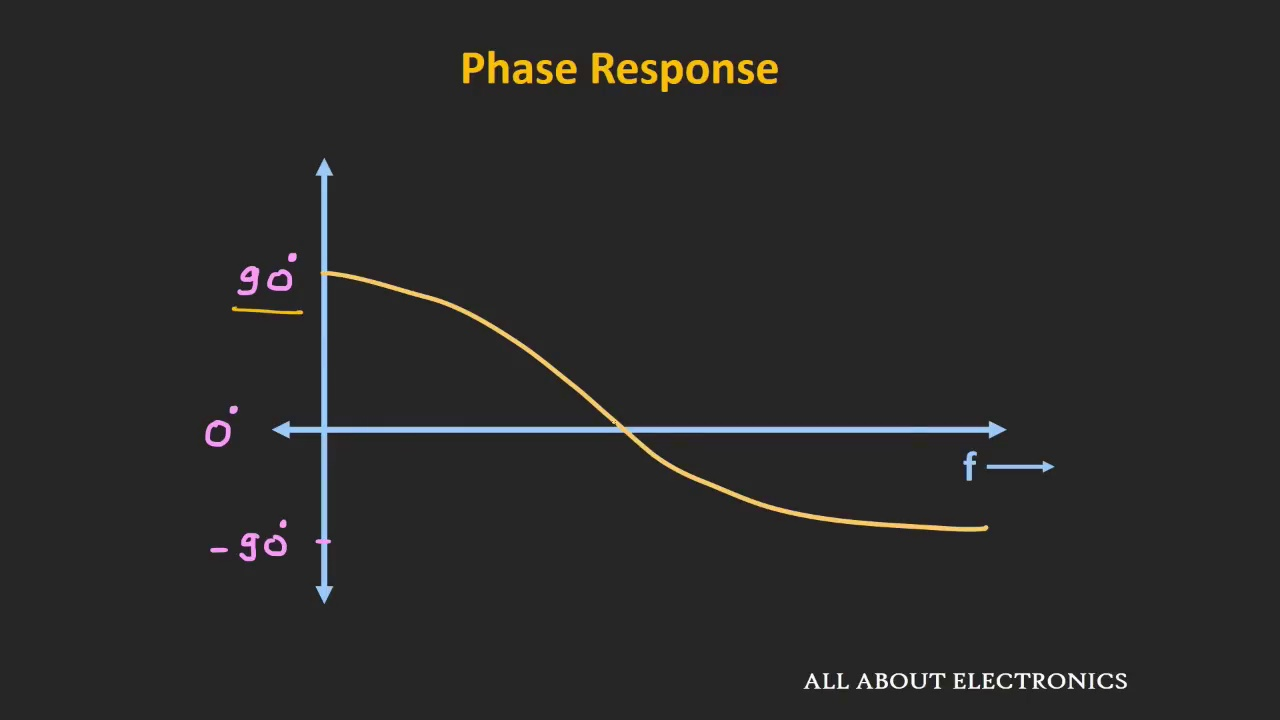 Phase Response
90°
0°
f
-90°
ALL ABOUT ELECTRONICS